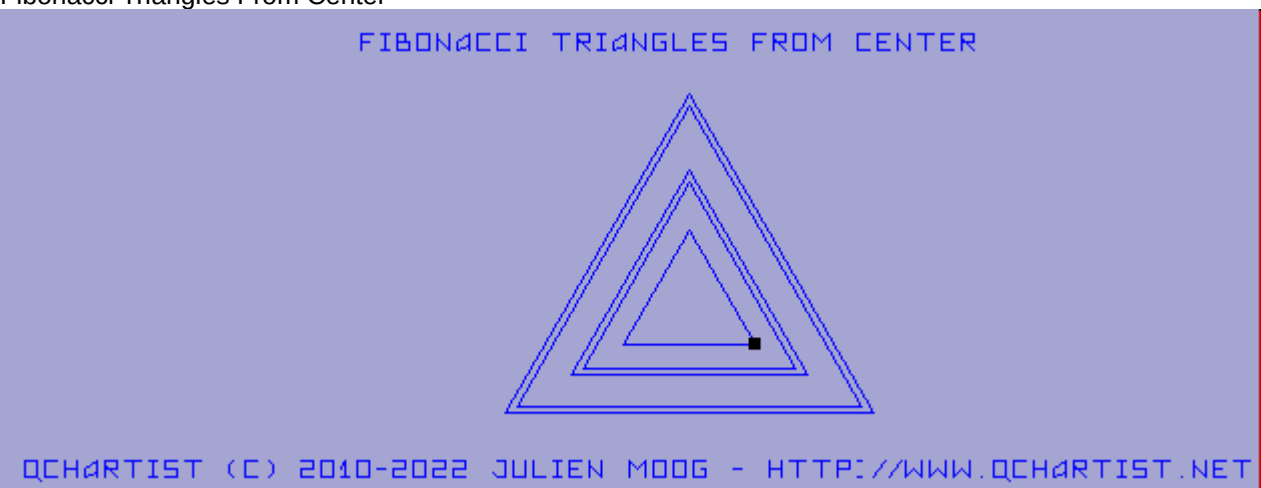 Fibonacci Triangles From Center
FIBONACCI TRIANGLES FROM CENTER
QCHARTIST (C) 2010-2022 JULIEN MOOG - HTTP://WWW.QCHARTIST.NET